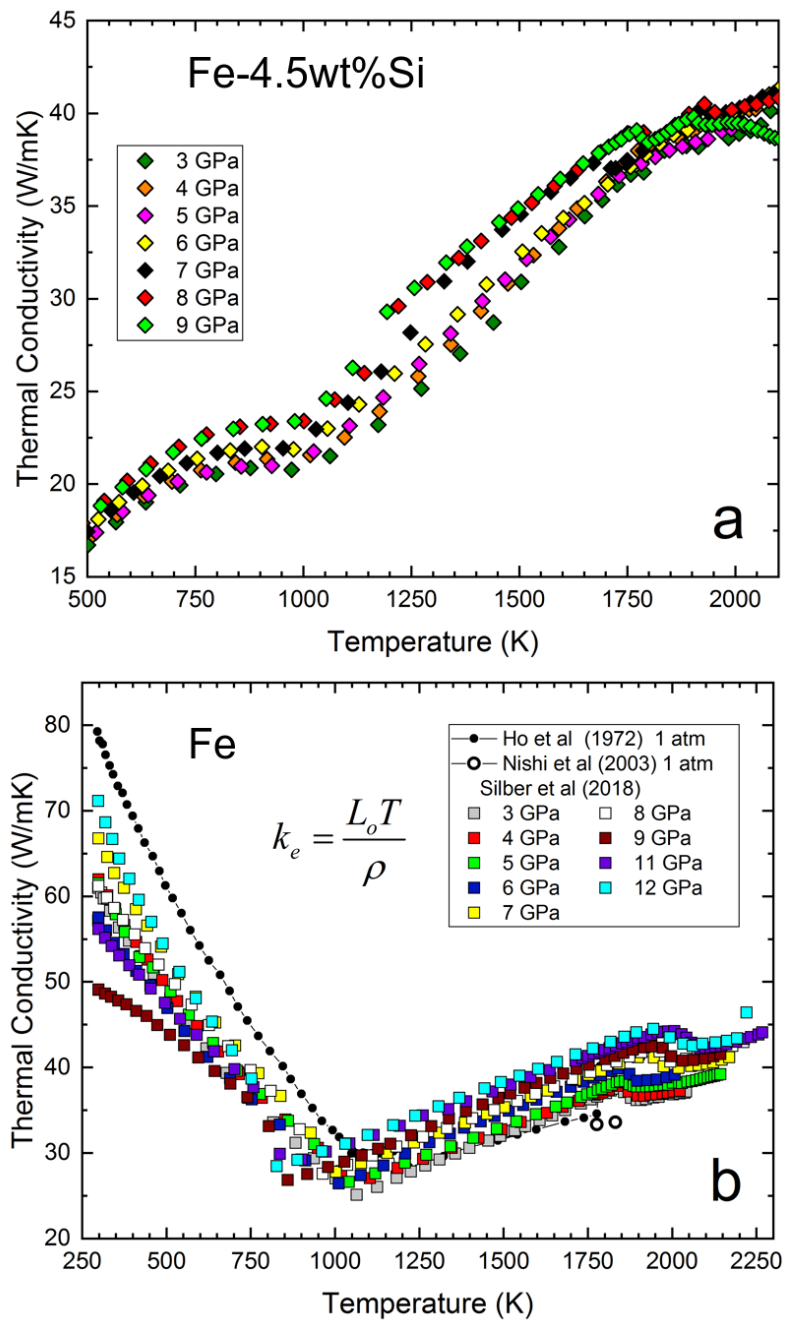 45
40
35
30
25
20
15
Thermal Conductivity (W/mK)
Fe-4.5wt%Si
3 GPa
4 GPa
5 GPa
6 GPa
7 GPa
8 GPa
9 GPa
a
500 750 1000 1250 1500 1750 2000
Temperature (K)
80
70
60
50
40
30
20
Thermal Conductivity (W/mK)
Fe
k_e = L_oT / ρ
Ho et al (1972) 1 atm
Nishi et al (2003) 1 atm
Silber et al (2018)
3 GPa 8 GPa
4 GPa 9 GPa
5 GPa 11 GPa
6 GPa 12 GPa
7 GPa
b
250 500 750 1000 1250 1500 1750 2000 2250
Temperature (K)